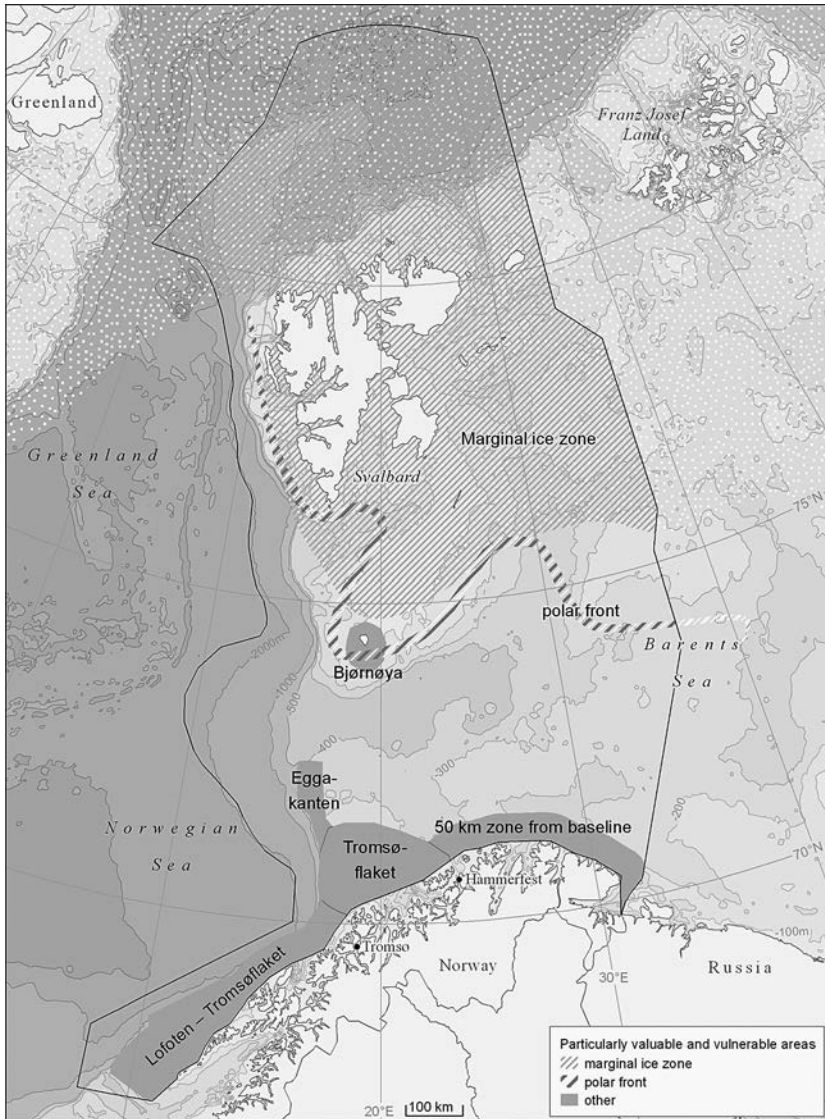 Greenland
Franz Josef
Land
Marginal ice zone
Greenland
Sea
Svalbard
75°N
polar front
Barents
Sea
-2000m
-1000
-500
Bjørnøya
-400
-300
-200
Egga-
kanten
Norwegian
Sea
50 km zone from baseline
Tromsø-
flaket
70°N
Hammerfest
-100m
Tromsø
Lofoten – Tromsøflaket
Norway
30°E
Russia
Particularly valuable and vulnerable areas
marginal ice zone
polar front
other
20°E
100 km